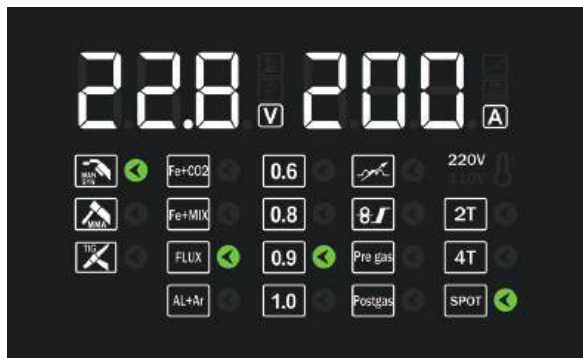 22.8 V 200 A
MAN SYN Fe+CO2 0.6 220V
MMA Fe+MIX 0.8 2T
TIG FLUX 0.9 Pre gas 4T
AL+Ar 1.0 Postgas SPOT